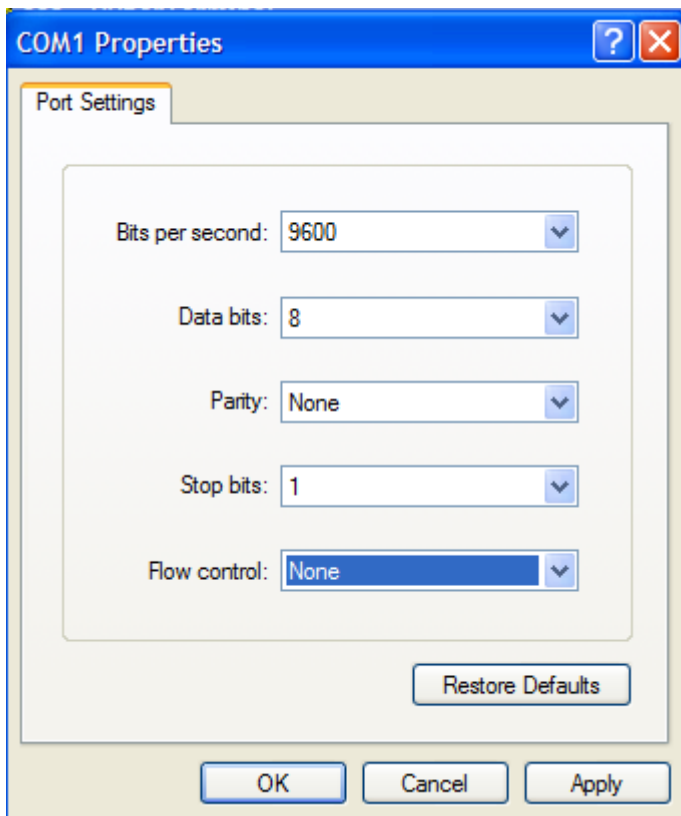 COM1 Properties
Port Settings
Bits per second: 9600
Data bits: 8
Parity: None
Stop bits: 1
Flow control: None
Restore Defaults
OK Cancel Apply